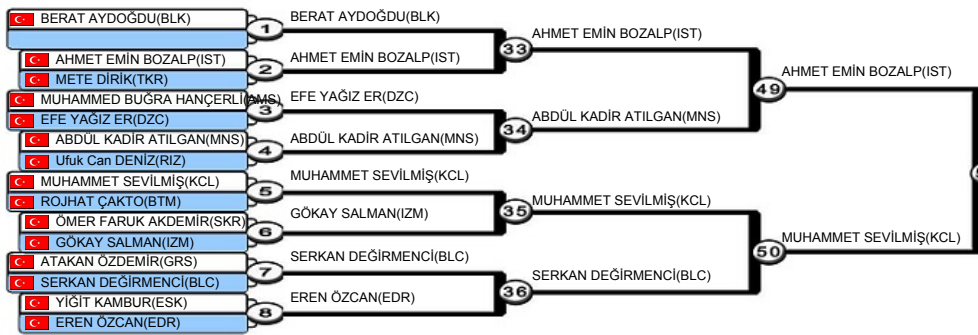 BERAT AYDOĞDU(BLK)
1
BERAT AYDOĞDU(BLK)
AHMET EMİN BOZALP(IST)
METE DİRİK(TKR)
2
AHMET EMİN BOZALP(IST)
33
AHMET EMİN BOZALP(IST)
MUHAMMED BUĞRA HANÇERLİ(AMS)
EFE YAĞIZ ER(DZC)
3
EFE YAĞIZ ER(DZC)
ABDÜL KADİR ATILGAN(MNS)
Ufuk Can DENİZ(RIZ)
4
ABDÜL KADİR ATILGAN(MNS)
34
ABDÜL KADİR ATILGAN(MNS)
49
AHMET EMİN BOZALP(IST)
MUHAMMET SEVİLMİŞ(KCL)
ROJHAT ÇAKTO(BTM)
5
MUHAMMET SEVİLMİŞ(KCL)
ÖMER FARUK AKDEMİR(SKR)
GÖKAY SALMAN(IZM)
6
GÖKAY SALMAN(IZM)
35
MUHAMMET SEVİLMİŞ(KCL)
ATAKAN ÖZDEMİR(GRS)
SERKAN DEĞİRMENCİ(BLC)
7
SERKAN DEĞİRMENCİ(BLC)
YİĞİT KAMBUR(ESK)
EREN ÖZCAN(EDR)
8
EREN ÖZCAN(EDR)
36
SERKAN DEĞİRMENCİ(BLC)
50
MUHAMMET SEVİLMİŞ(KCL)